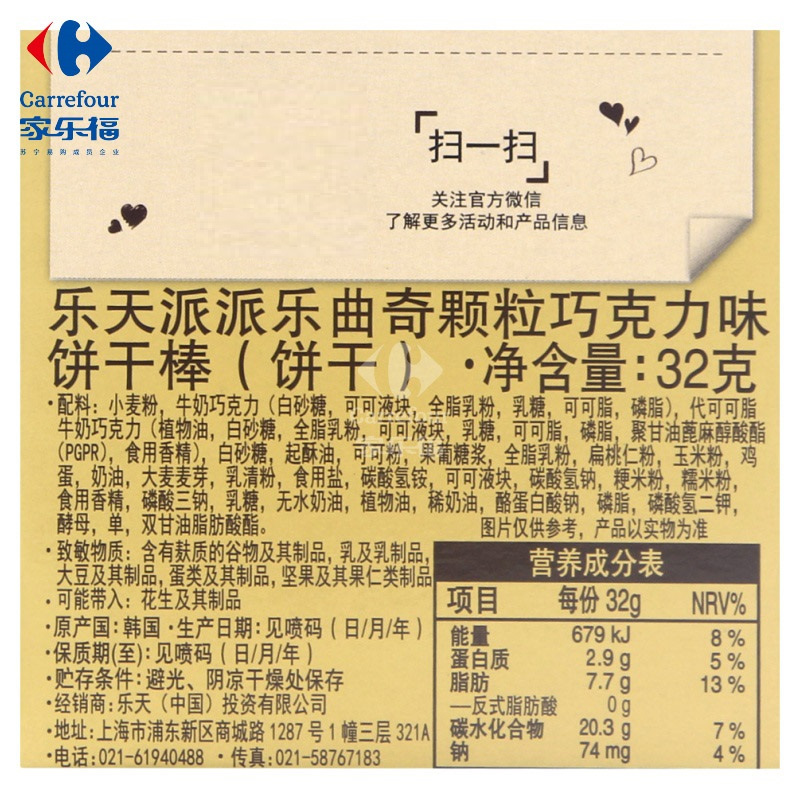 Carrefour
家乐福
苏宁易购成员企业
「扫一扫」
关注官方微信
了解更多活动和产品信息
乐天派派乐曲奇颗粒巧克力味
饼干棒（饼干）·净含量:32克
·配料：小麦粉，牛奶巧克力（白砂糖，可可液块，全脂乳粉，乳糖，可可脂，磷脂），代可可脂
牛奶巧克力（植物油，白砂糖，全脂乳粉，可可液块，乳糖，可可脂，磷脂，聚甘油蓖麻醇酸酯
(PGPR)，食用香精），白砂糖，起酥油，可可粉，果葡糖浆，全脂乳粉，扁桃仁粉，玉米粉，鸡
蛋，奶油，大麦麦芽，乳清粉，食用盐，碳酸氢铵，可可液块，碳酸氢钠，粳米粉，糯米粉，
食用香精，磷酸三钠，乳糖，无水奶油，植物油，稀奶油，酪蛋白酸钠，磷脂，磷酸氢二钾，
酵母，单，双甘油脂肪酸酯。
图片仅供参考，产品以实物为准
·致敏物质：含有麸质的谷物及其制品，乳及乳制品，
大豆及其制品，蛋类及其制品，坚果及其果仁类制品
·可能带入：花生及其制品
·原产国:韩国·生产日期:见喷码（日/月/年）
·保质期(至):见喷码（日/月/年）
·贮存条件:避光、阴凉干燥处保存
·经销商:乐天（中国）投资有限公司
·地址:上海市浦东新区商城路1287号1幢三层321A
·电话:021-61940488 ·传真:021-58767183
营养成分表
项目 每份32g NRV%
能量 679 kJ 8%
蛋白质 2.9 g 5%
脂肪 7.7 g 13%
—反式脂肪酸 0 g
碳水化合物 20.3 g 7%
钠 74 mg 4%